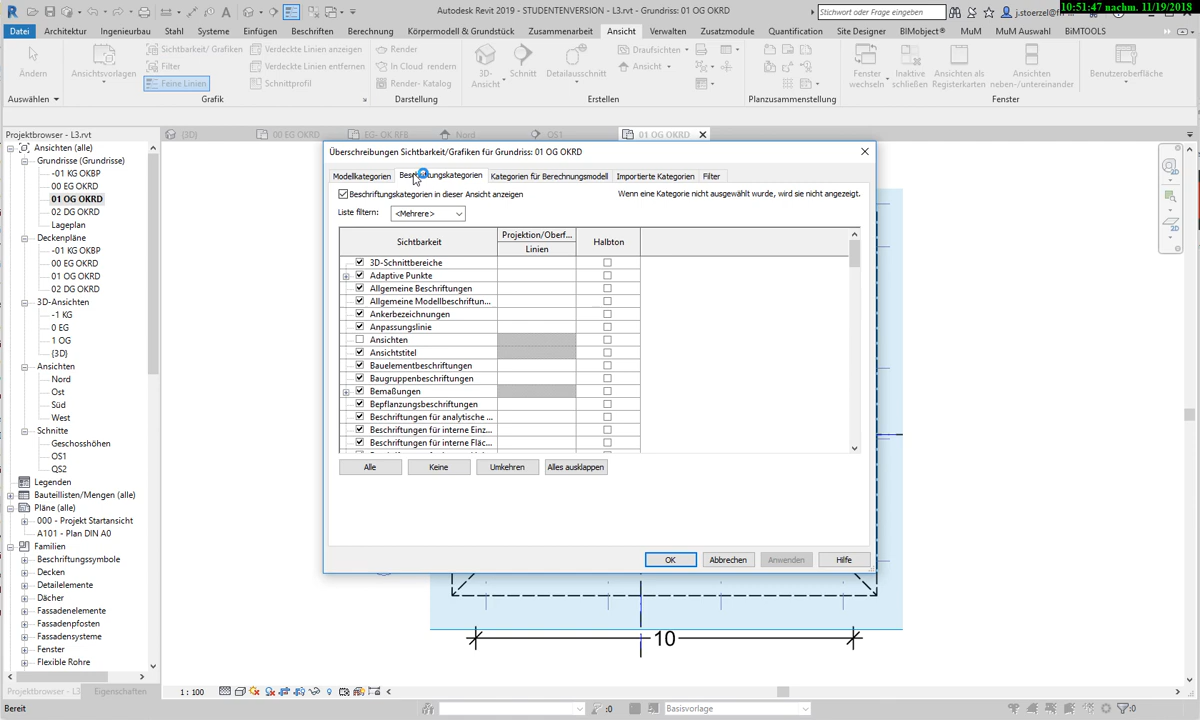 Autodesk Revit 2019 - STUDENTENVERSION - L3.rvt - Grundriss: 01 OG OKRD
Stichwort oder Frage eingeben
j.stoerzel@fh
10:51:47 nachm. 11/19/2018
Datei
Architektur
Ingenieurbau
Stahl
Systeme
Einfügen
Beschriften
Berechnung
Körpermodell & Grundstück
Zusammenarbeit
Ansicht
Verwalten
Zusatzmodule
Quantification
Site Designer
BIMobject®
MuM
MuM Auswahl
BiMTOOLS
Ändern
Auswählen
Ansichtsvorlagen
Sichtbarkeit/ Grafiken
Filter
Feine Linien
Verdeckte Linien anzeigen
Verdeckte Linien entfernen
Schnittprofil
Grafik
Render
In Cloud rendern
Render- Katalog
Darstellung
3D-
Ansicht
Schnitt
Detailausschnitt
Draufsichten
Ansicht
Erstellen
Planzusammenstellung
Fenster
wechseln
Inaktive
schließen
Ansichten als
Registerkarten
Ansichten
neben-/untereinander
Fenster
Benutzeroberfläche
Projektbrowser - L3.rvt
{3D}
00 EG OKRD
EG- OK RFB
Nord
QS1
01 OG OKRD
Ansichten (alle)
Grundrisse (Grundrisse)
-01 KG OKBP
00 EG OKRD
01 OG OKRD
02 DG OKRD
Lageplan
Deckenpläne
-01 KG OKBP
00 EG OKRD
01 OG OKRD
02 DG OKRD
3D-Ansichten
-1 KG
0 EG
1 OG
{3D}
Ansichten
Nord
Ost
Süd
West
Schnitte
Geschosshöhen
QS1
QS2
Legenden
Bauteillisten/Mengen (alle)
Pläne (alle)
000 - Projekt Startansicht
A101 - Plan DIN A0
Familien
Beschriftungssymbole
Decken
Detailelemente
Dächer
Fassadenelemente
Fassadenpfosten
Fassadensysteme
Fenster
Flexible Rohre
Projektbrowser - L3
Eigenschaften
Überschreibungen Sichtbarkeit/Grafiken für Grundriss: 01 OG OKRD
Modellkategorien
Kategorien für Berechnungsmodell
Importierte Kategorien
Filter
Beschriftungskategorien in dieser Ansicht anzeigen
Wenn eine Kategorie nicht ausgewählt wurde, wird sie nicht angezeigt.
Liste filtern:
<Mehrere>
Sichtbarkeit
Projektion/Oberf...
Linien
Halbton
3D-Schnittbereiche
Adaptive Punkte
Allgemeine Beschriftungen
Allgemeine Modellbeschriftun...
Ankerbezeichnungen
Anpassungslinie
Ansichten
Ansichtstitel
Bauelementbeschriftungen
Baugruppenbeschriftungen
Bemaßungen
Bepflanzungsbeschriftungen
Beschriftungen für analytische ...
Beschriftungen für interne Einz...
Beschriftungen für interne Fläc...
Alle
Keine
Umkehren
Alles ausklappen
OK
Abbrechen
Anwenden
Hilfe
10
1 : 100
Bereit
:0
Basisvorlage
:0